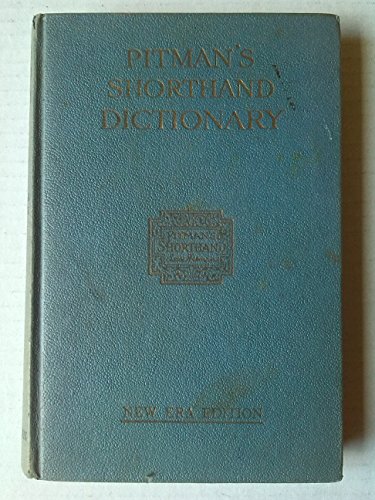 PITMAN'S
SHORTHAND
DICTIONARY
PITMAN'S
SHORTHAND
NEW ERA EDITION